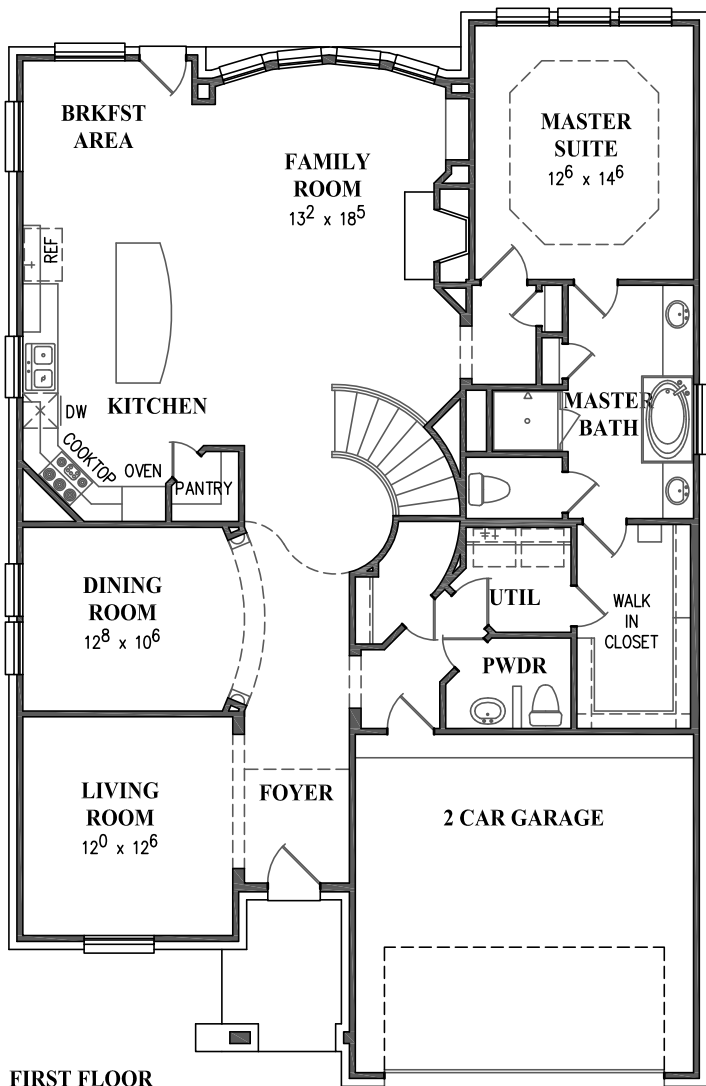 BRKFST
AREA
FAMILY
ROOM
13² x 18⁵
MASTER
SUITE
12⁶ x 14⁶
REF
KITCHEN
DW
COOKTOP
OVEN
PANTRY
MASTER
BATH
DINING
ROOM
12⁸ x 10⁶
UTIL
WALK
IN
CLOSET
PWDR
LIVING
ROOM
12⁰ x 12⁶
FOYER
2 CAR GARAGE
FIRST FLOOR